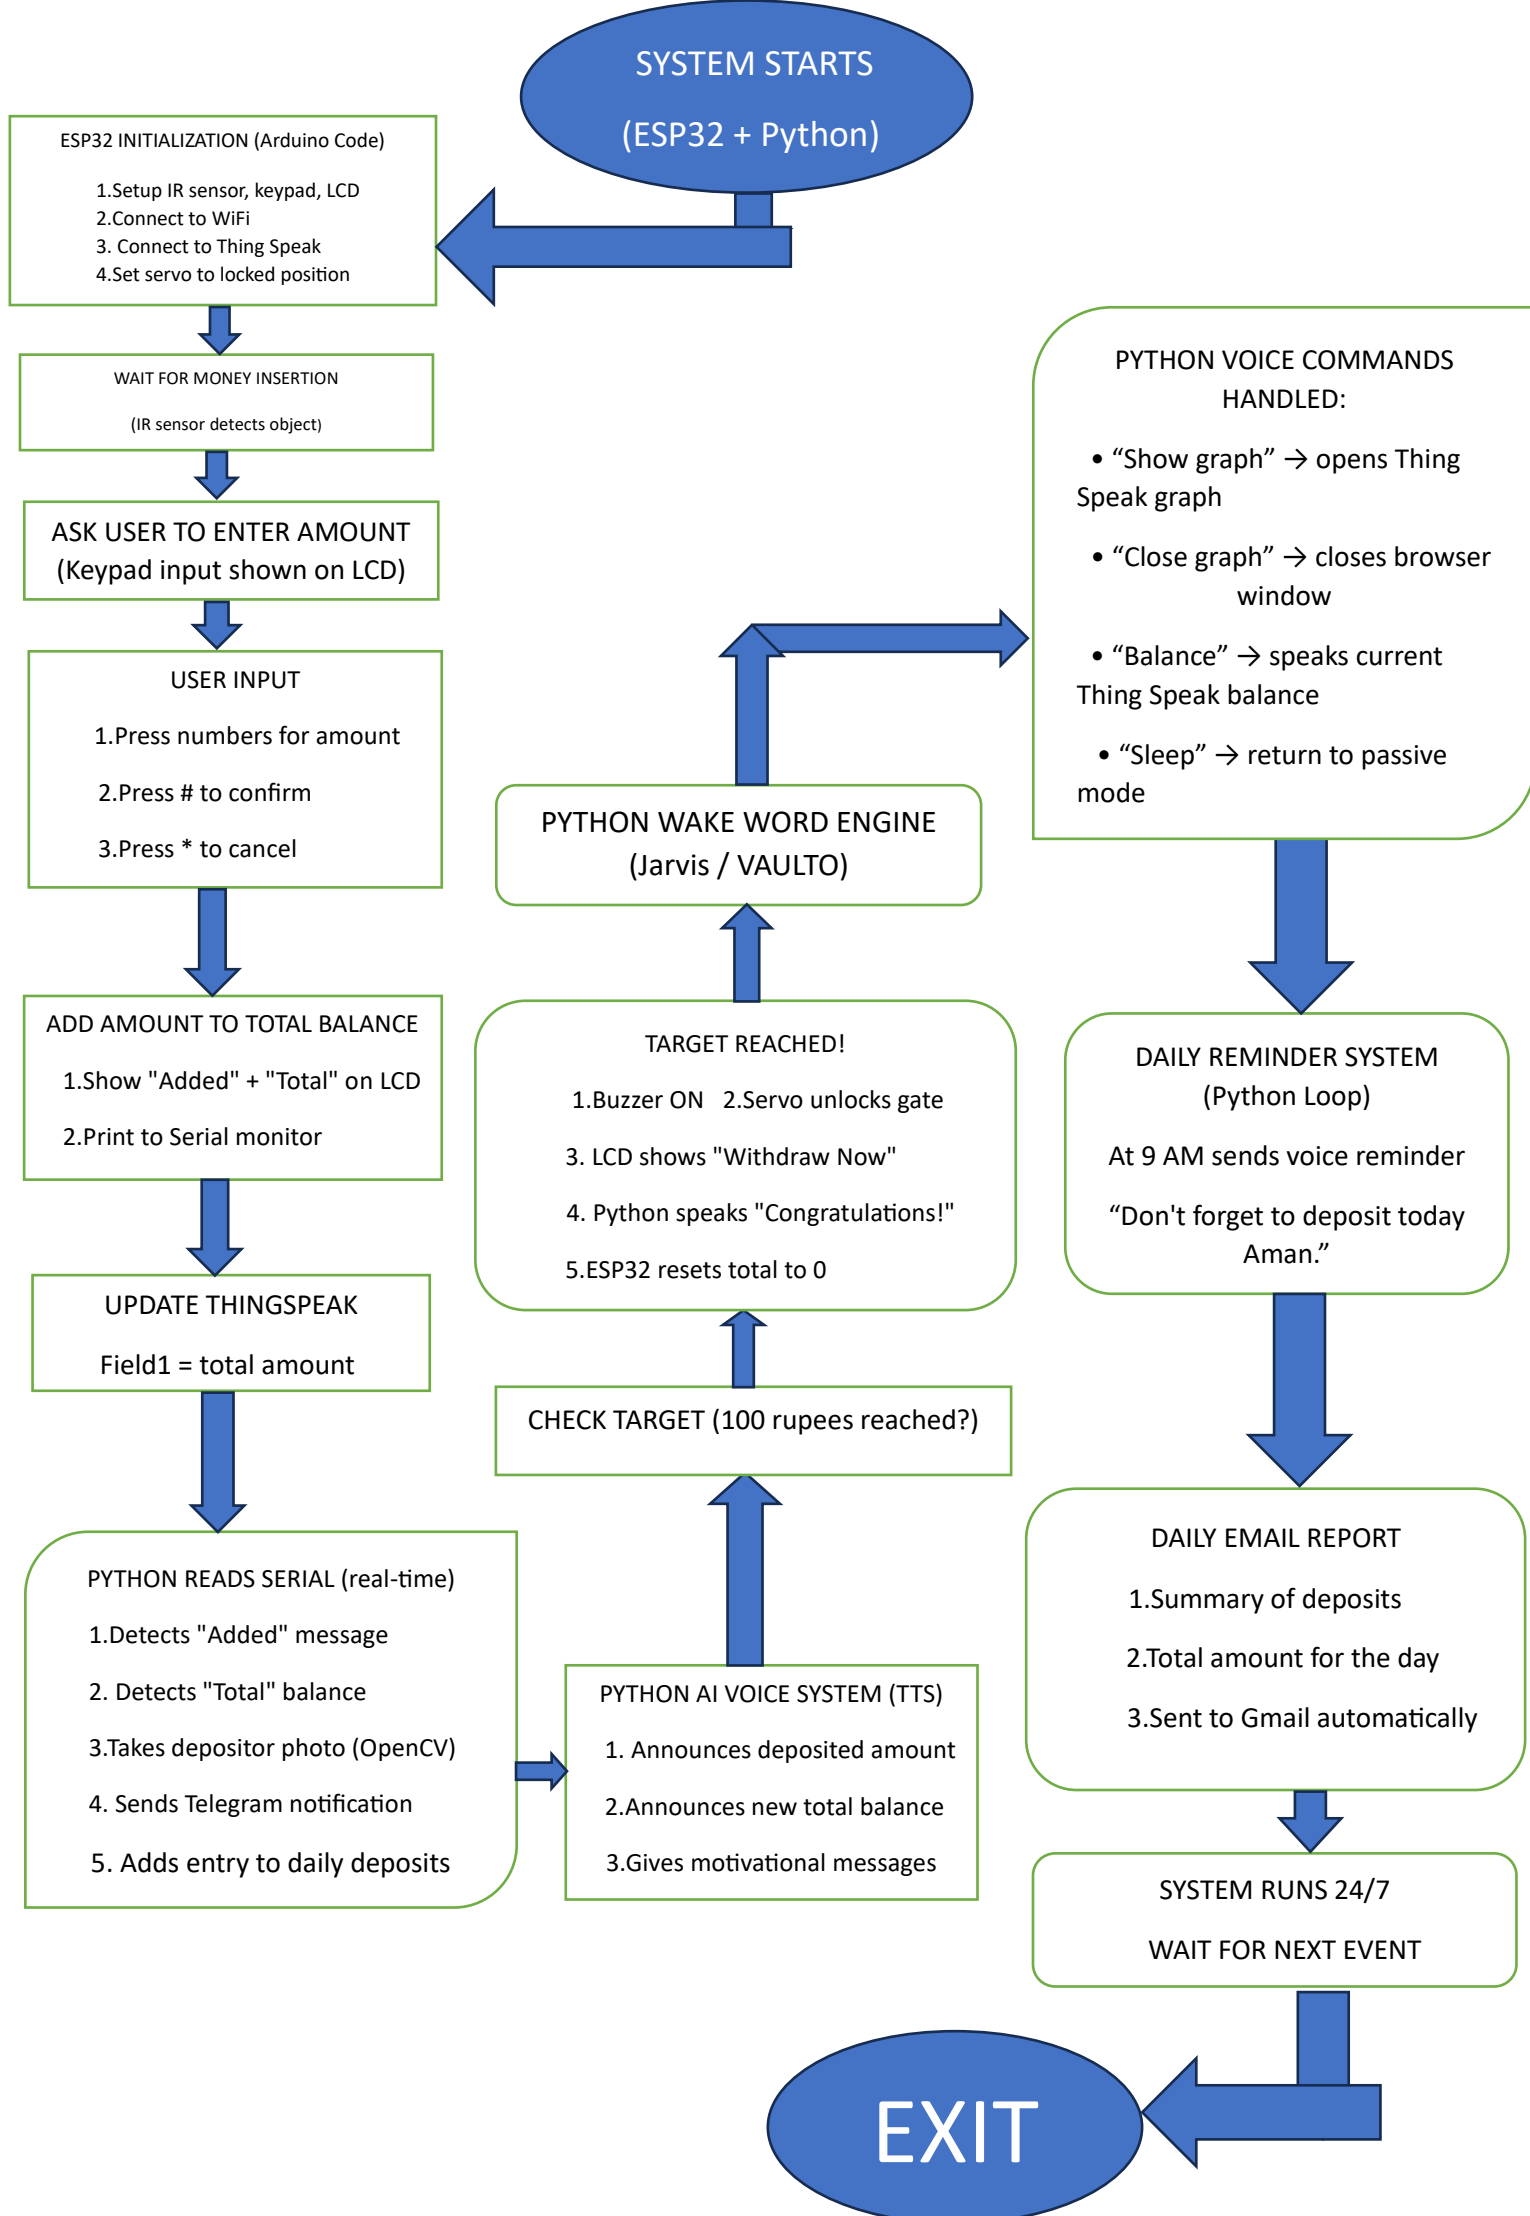 SYSTEM STARTS
(ESP32 + Python)
ESP32 INITIALIZATION (Arduino Code)
1.Setup IR sensor, keypad, LCD
2.Connect to WiFi
3. Connect to Thing Speak
4.Set servo to locked position
WAIT FOR MONEY INSERTION
(IR sensor detects object)
ASK USER TO ENTER AMOUNT
(Keypad input shown on LCD)
USER INPUT
1.Press numbers for amount
2.Press # to confirm
3.Press * to cancel
ADD AMOUNT TO TOTAL BALANCE
1.Show "Added" + "Total" on LCD
2.Print to Serial monitor
UPDATE THINGSPEAK
Field1 = total amount
PYTHON READS SERIAL (real-time)
1.Detects "Added" message
2. Detects "Total" balance
3.Takes depositor photo (OpenCV)
4. Sends Telegram notification
5. Adds entry to daily deposits
PYTHON AI VOICE SYSTEM (TTS)
1. Announces deposited amount
2.Announces new total balance
3.Gives motivational messages
CHECK TARGET (100 rupees reached?)
TARGET REACHED!
1.Buzzer ON 2.Servo unlocks gate
3. LCD shows "Withdraw Now"
4. Python speaks "Congratulations!"
5.ESP32 resets total to 0
PYTHON WAKE WORD ENGINE
(Jarvis / VAULTO)
PYTHON VOICE COMMANDS
HANDLED:
• “Show graph” → opens Thing
Speak graph
• “Close graph” → closes browser
window
• “Balance” → speaks current
Thing Speak balance
• “Sleep” → return to passive
mode
DAILY REMINDER SYSTEM
(Python Loop)
At 9 AM sends voice reminder
“Don't forget to deposit today
Aman.”
DAILY EMAIL REPORT
1.Summary of deposits
2.Total amount for the day
3.Sent to Gmail automatically
SYSTEM RUNS 24/7
WAIT FOR NEXT EVENT
EXIT